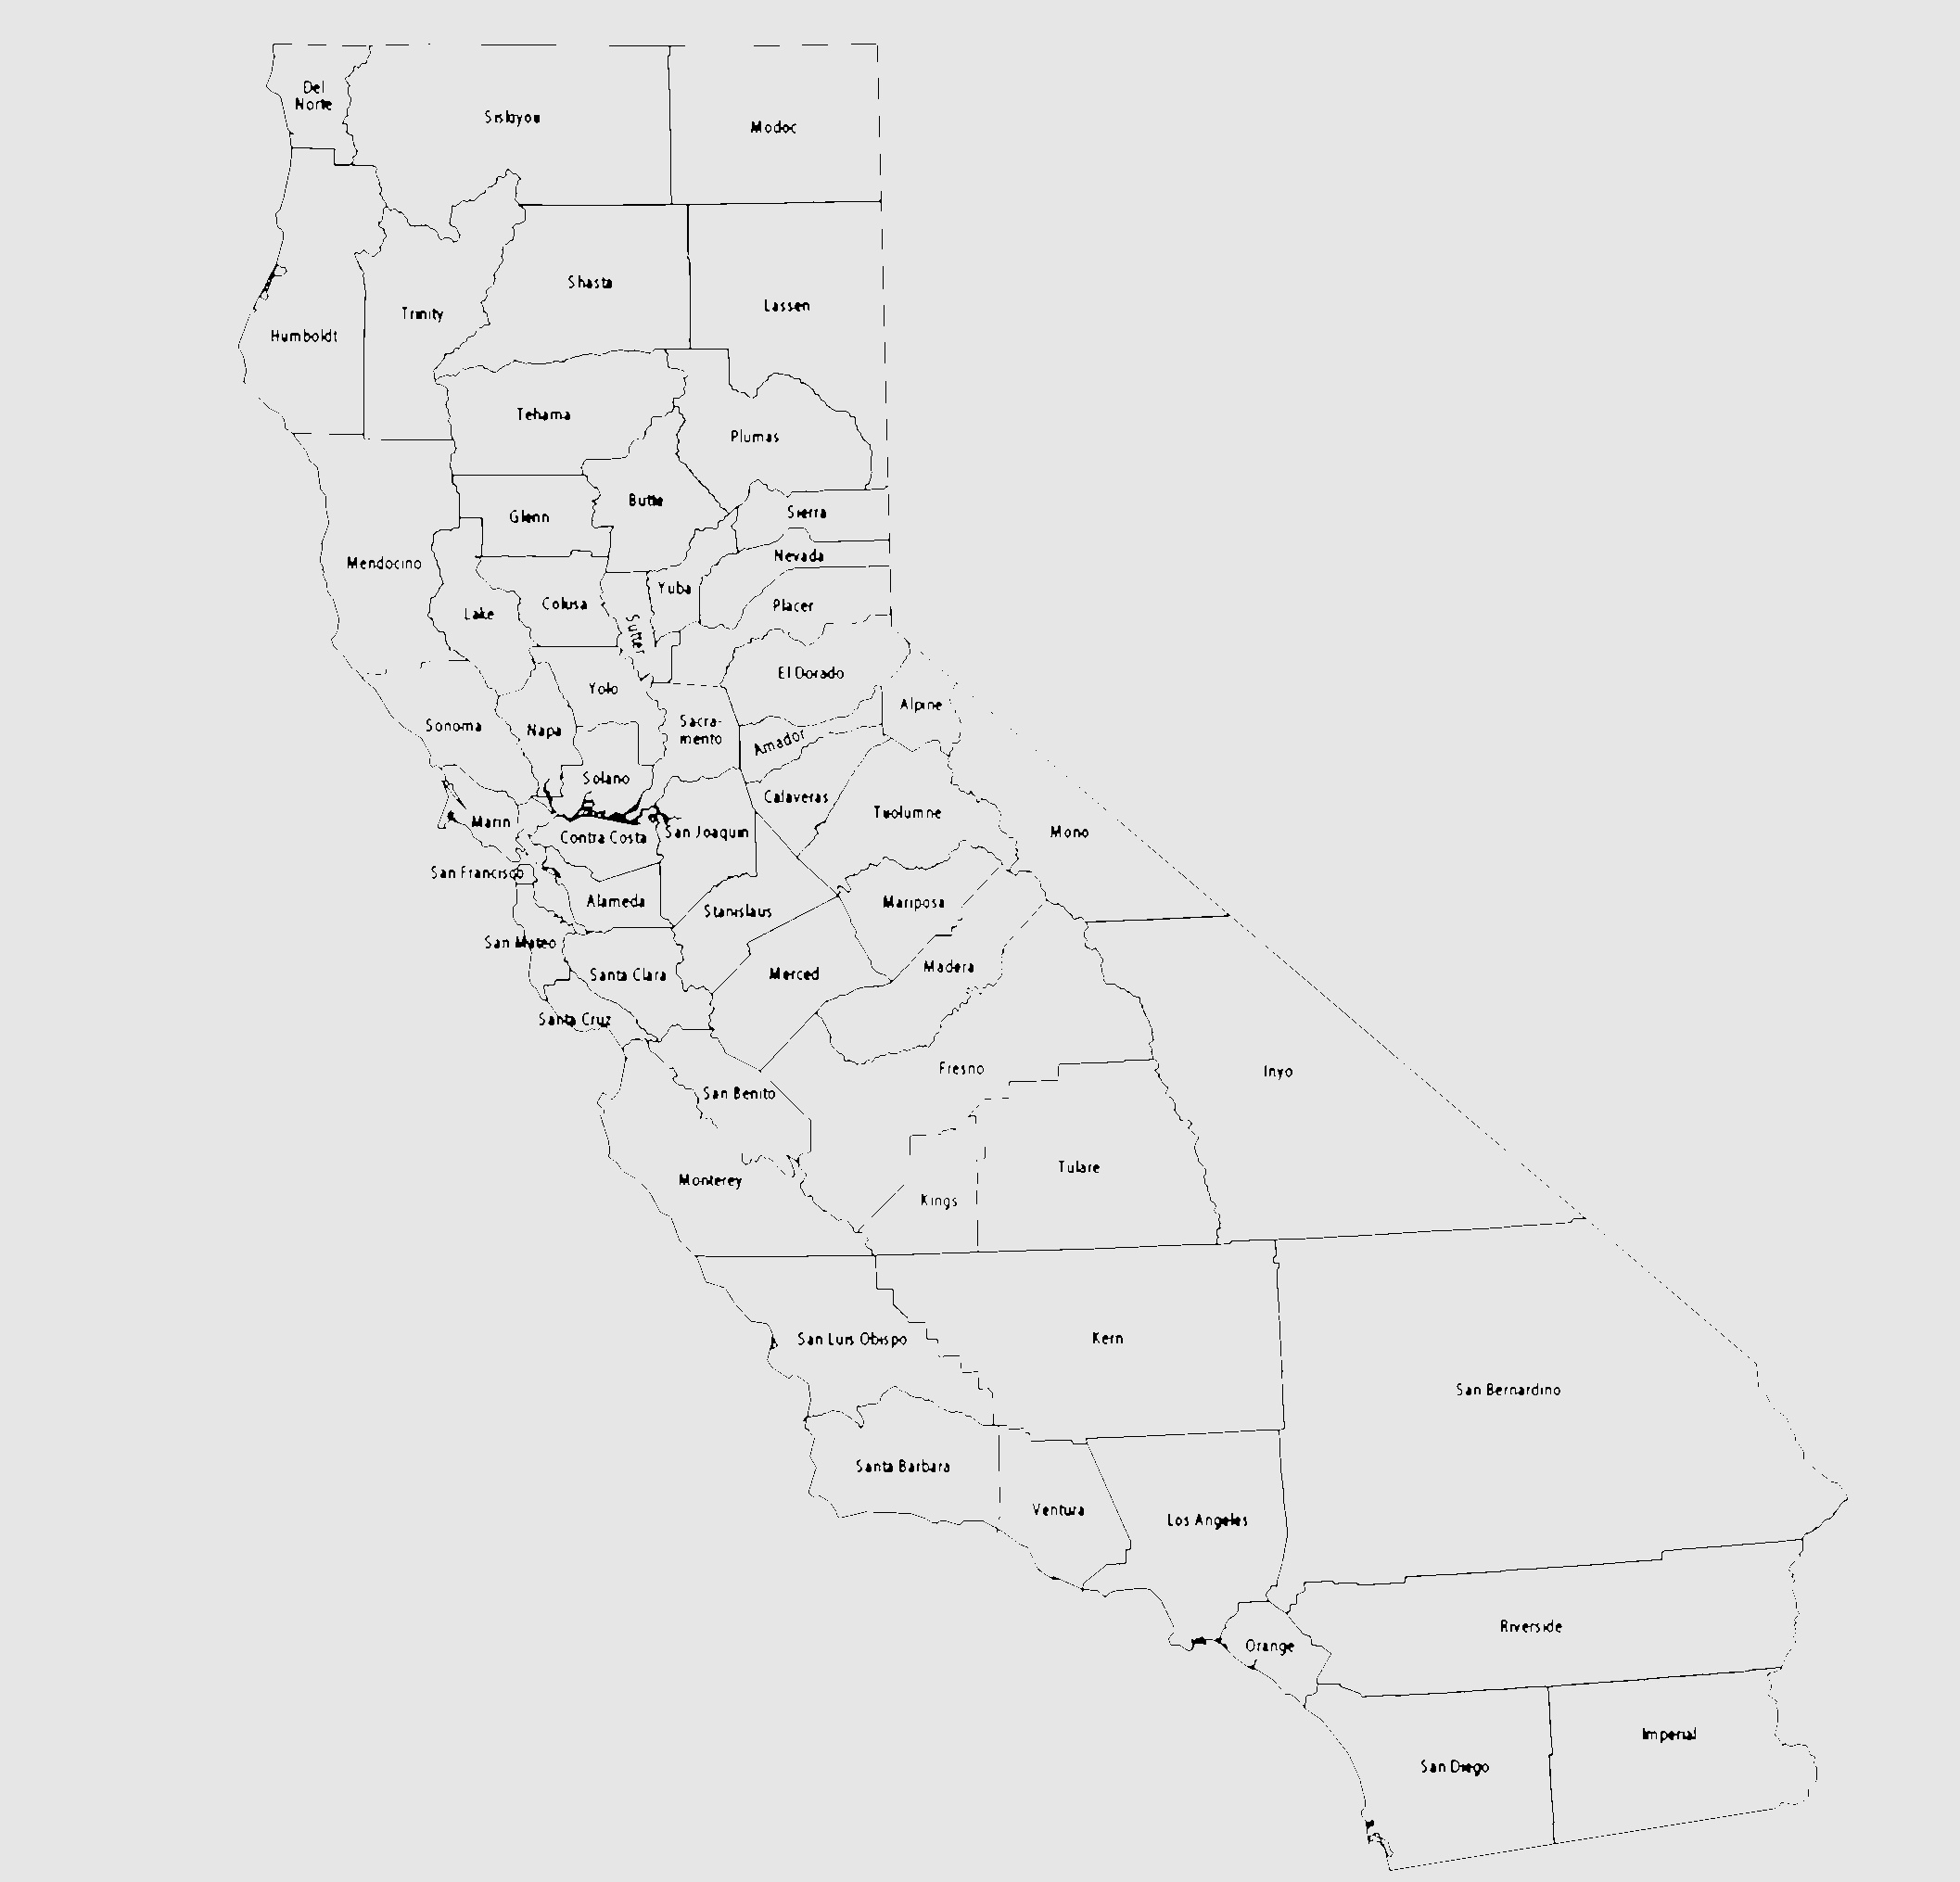 Del
Norte
Siskiyou
Modoc
Shasta
Lassen
Trinity
Humboldt
Tehama
Plumas
Butte
Sierra
Glenn
Nevada
Mendocino
Yuba
Colusa
Placer
Lake
Sutter
El Dorado
Yolo
Alpine
Sonoma
Napa
Sacra-
mento
Amador
Solano
Calaveras
Tuolumne
Marin
San Joaquin
Mono
Contra Costa
San Francisco
Alameda
Mariposa
Stanislaus
San Mateo
Madera
Santa Clara
Merced
Santa Cruz
Fresno
Inyo
San Benito
Tulare
Monterey
Kings
San Luis Obispo
Kern
San Bernardino
Santa Barbara
Ventura
Los Angeles
Riverside
Orange
Imperial
San Diego